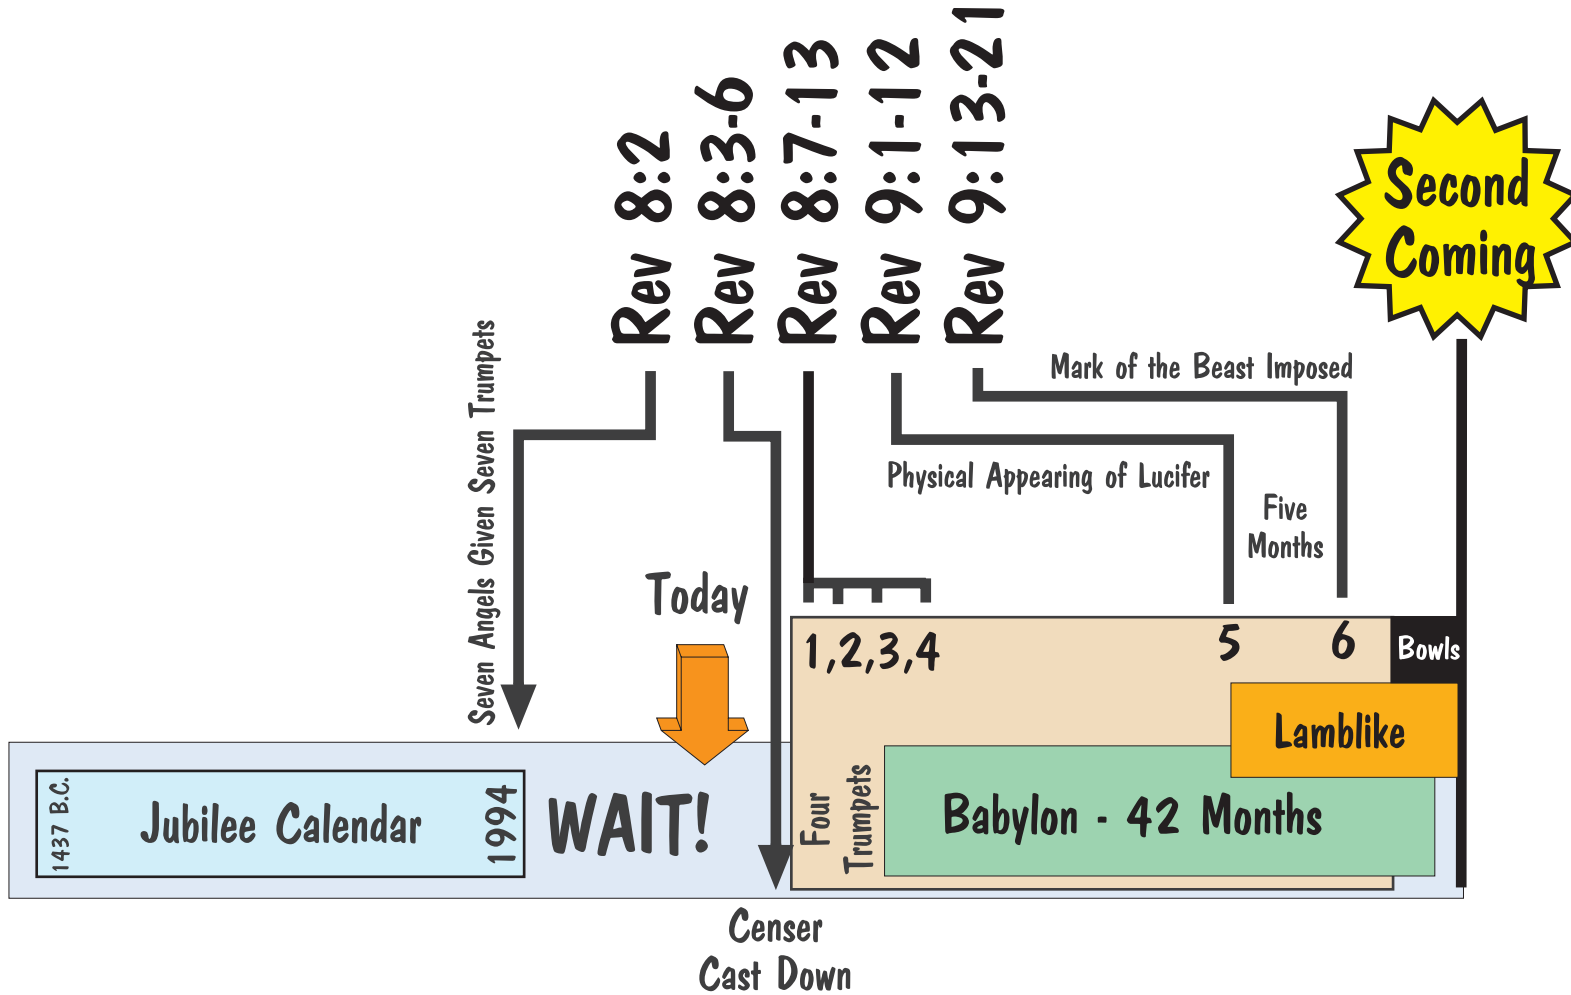 Rev 8:2
Rev 8:3-6
Rev 8:7-13
Rev 9:1-12
Rev 9:13-21
Second
Coming
Seven Angels Given Seven Trumpets
Mark of the Beast Imposed
Physical Appearing of Lucifer
Five
Months
Today
1,2,3,4
5
6
Bowls
Lamblike
1437 B.C.
Jubilee Calendar
1994
WAIT!
Four
Trumpets
Babylon - 42 Months
Censer
Cast Down